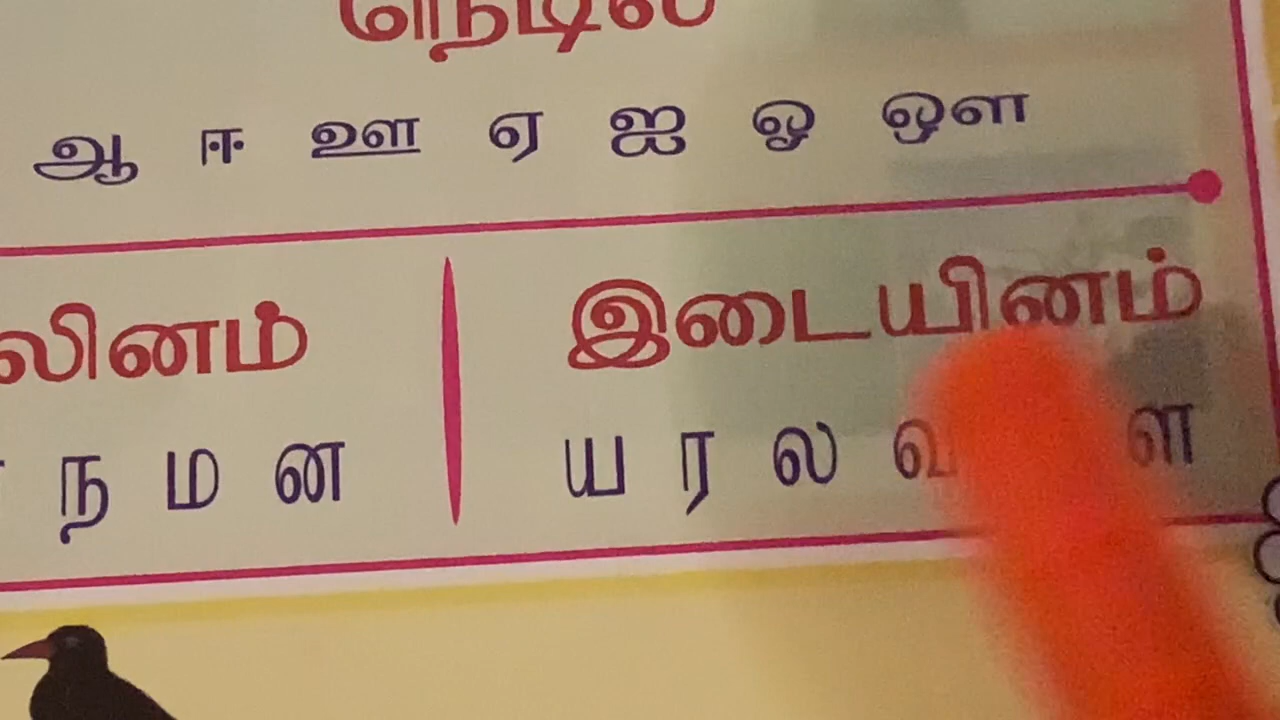 நெடில்
ஆ ஈ ஊ ஏ ஐ ஓ ஔ
லினம் இடையினம்
ந ம ன ய ர ல வ ள